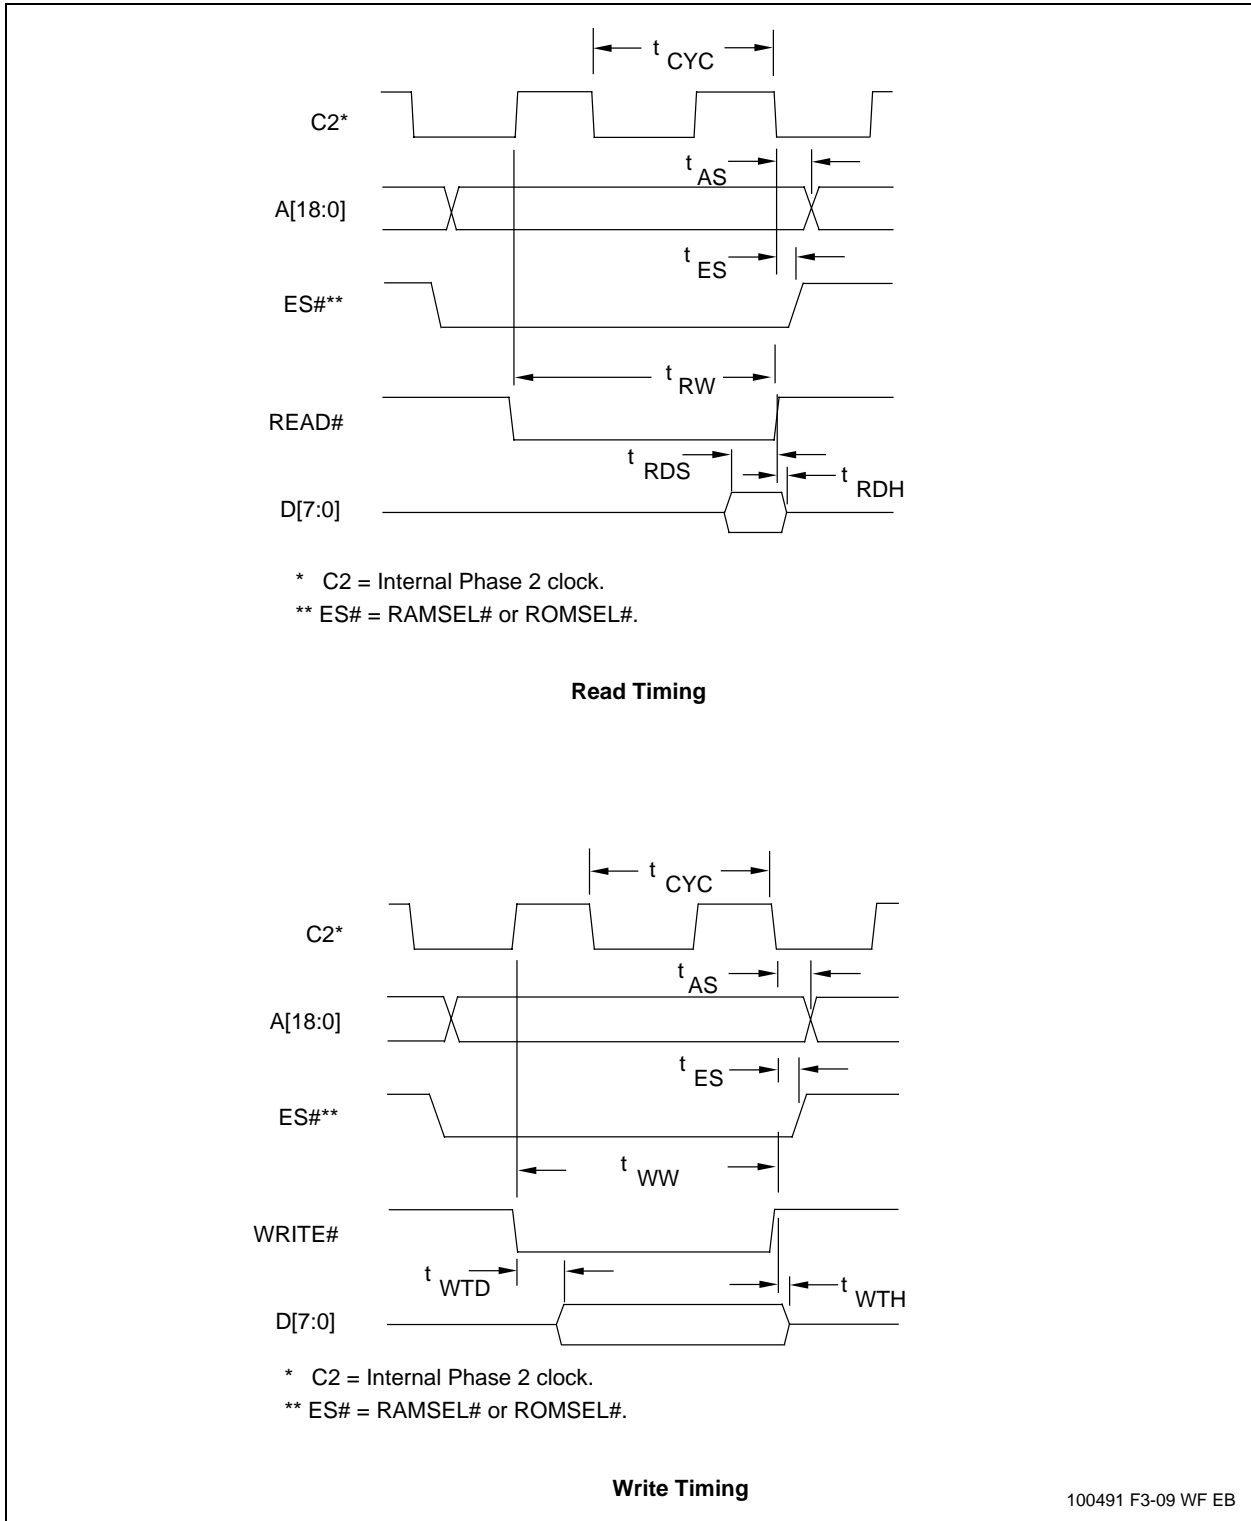 t CYC
C2*
t AS
A[18:0]
t ES
ES#**
t RW
READ#
t RDS
t RDH
D[7:0]
* C2 = Internal Phase 2 clock.
** ES# = RAMSEL# or ROMSEL#.
Read Timing
t CYC
C2*
t AS
A[18:0]
t ES
ES#**
t WW
WRITE#
t WTD
t WTH
D[7:0]
* C2 = Internal Phase 2 clock.
** ES# = RAMSEL# or ROMSEL#.
Write Timing
100491 F3-09 WF EB